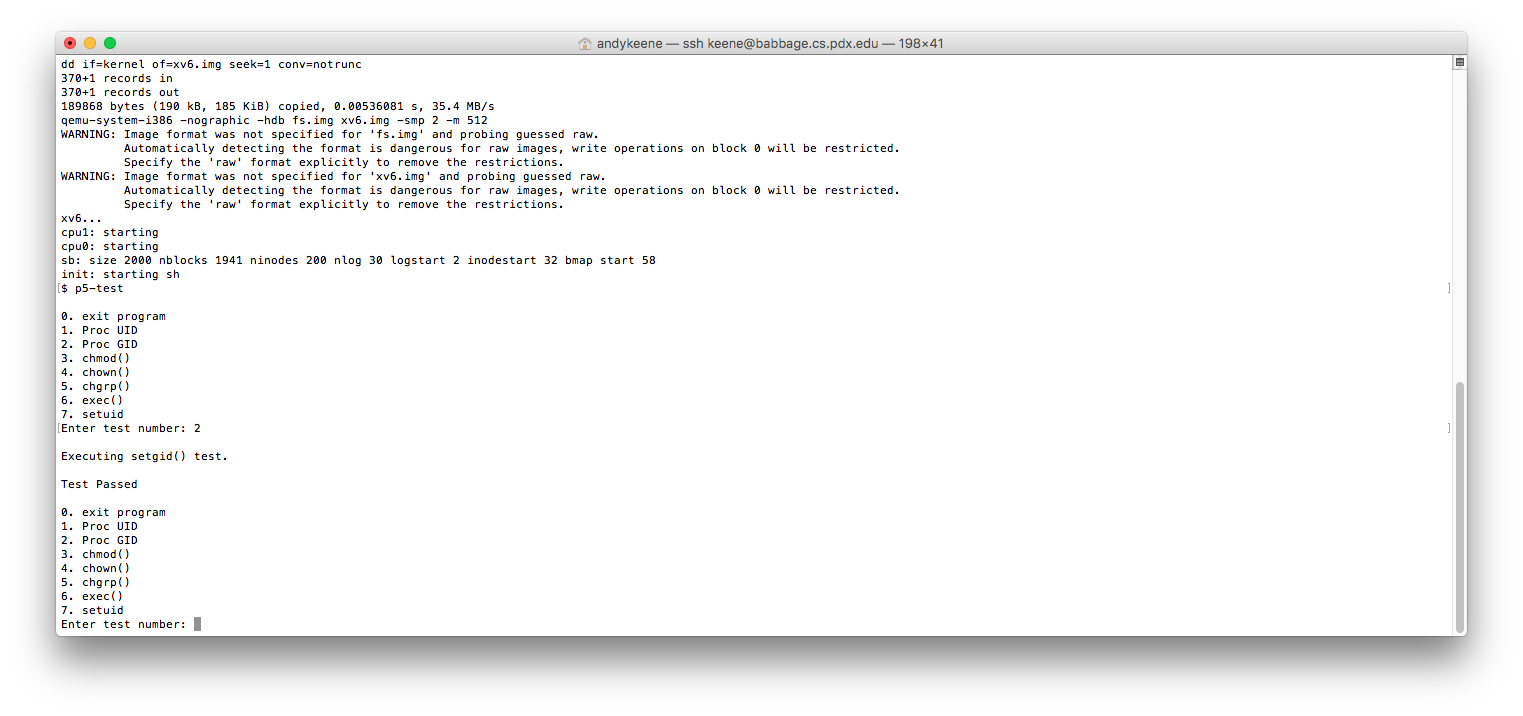 andykeene — ssh keene@babbage.cs.pdx.edu — 198×41
dd if=kernel of=xv6.img seek=1 conv=notrunc
370+1 records in
370+1 records out
189868 bytes (190 kB, 185 KiB) copied, 0.00536081 s, 35.4 MB/s
qemu-system-i386 -nographic -hdb fs.img xv6.img -smp 2 -m 512
WARNING: Image format was not specified for 'fs.img' and probing guessed raw.
         Automatically detecting the format is dangerous for raw images, write operations on block 0 will be restricted.
         Specify the 'raw' format explicitly to remove the restrictions.
WARNING: Image format was not specified for 'xv6.img' and probing guessed raw.
         Automatically detecting the format is dangerous for raw images, write operations on block 0 will be restricted.
         Specify the 'raw' format explicitly to remove the restrictions.
xv6...
cpu1: starting
cpu0: starting
sb: size 2000 nblocks 1941 ninodes 200 nlog 30 logstart 2 inodestart 32 bmap start 58
init: starting sh
[$ p5-test ]
0. exit program
1. Proc UID
2. Proc GID
3. chmod()
4. chown()
5. chgrp()
6. exec()
7. setuid
[Enter test number: 2 ]
Executing setgid() test.
Test Passed
0. exit program
1. Proc UID
2. Proc GID
3. chmod()
4. chown()
5. chgrp()
6. exec()
7. setuid
Enter test number: